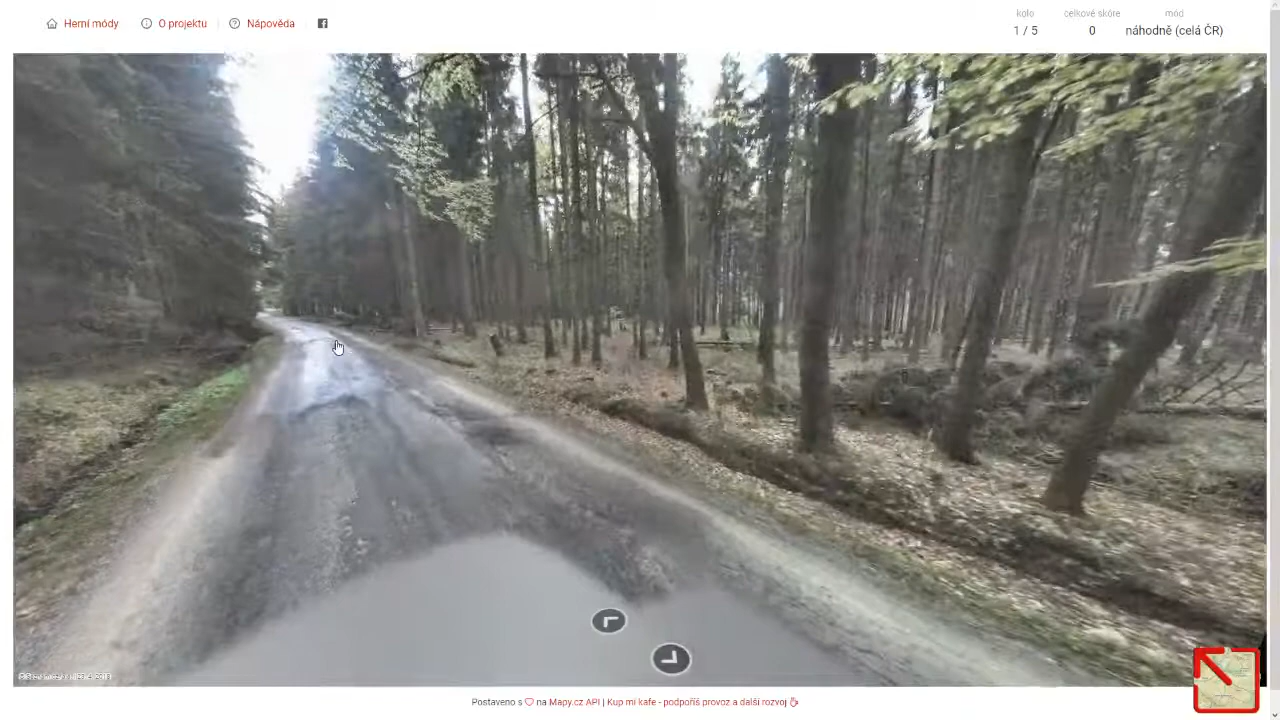 Herní módy
O projektu
Nápověda
kolo
1 / 5
celkové skóre
0
mód
náhodně (celá ČR)
Postaveno s na Mapy.cz API | Kup mi kafe - podpoříš provoz a další rozvoj